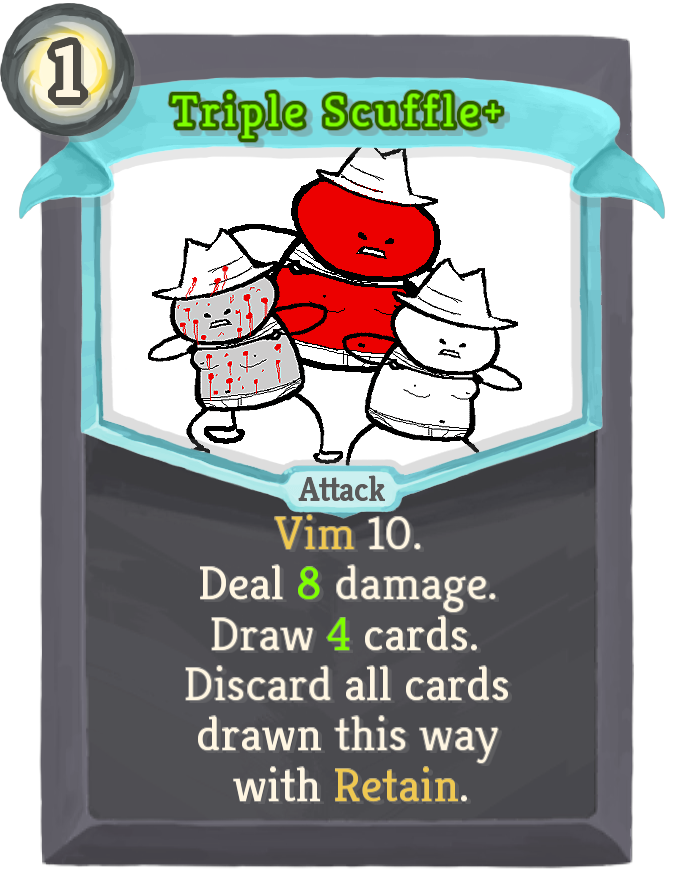 1
Triple Scuffle+
Attack
Vim 10.
Deal 8 damage.
Draw 4 cards.
Discard all cards
drawn this way
with Retain.